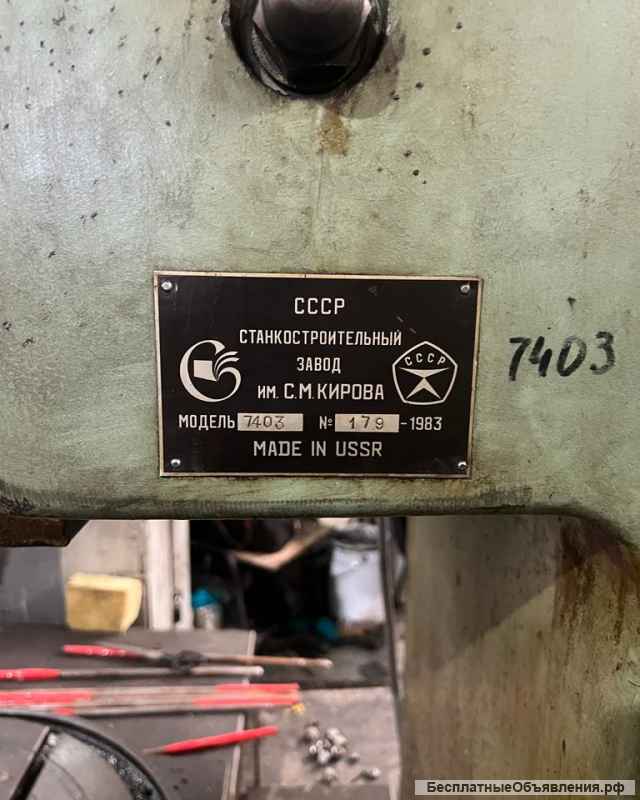 СССР
СТАНКОСТРОИТЕЛЬНЫЙ
ЗАВОД
им. С.М.КИРОВА
СССР
МОДЕЛЬ 7403 № 179 -1983
MADE IN USSR
7403
БесплатныеОбъявления.рф